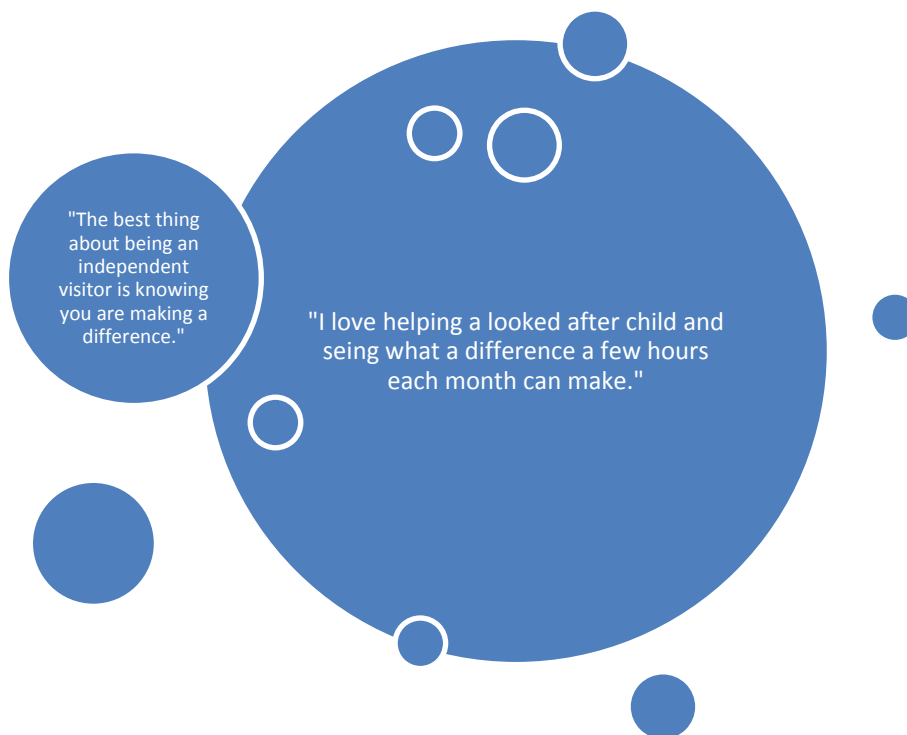 "The best thing
about being an
independent
visitor is knowing
you are making a
difference."
"I love helping a looked after child and
seing what a difference a few hours
each month can make."